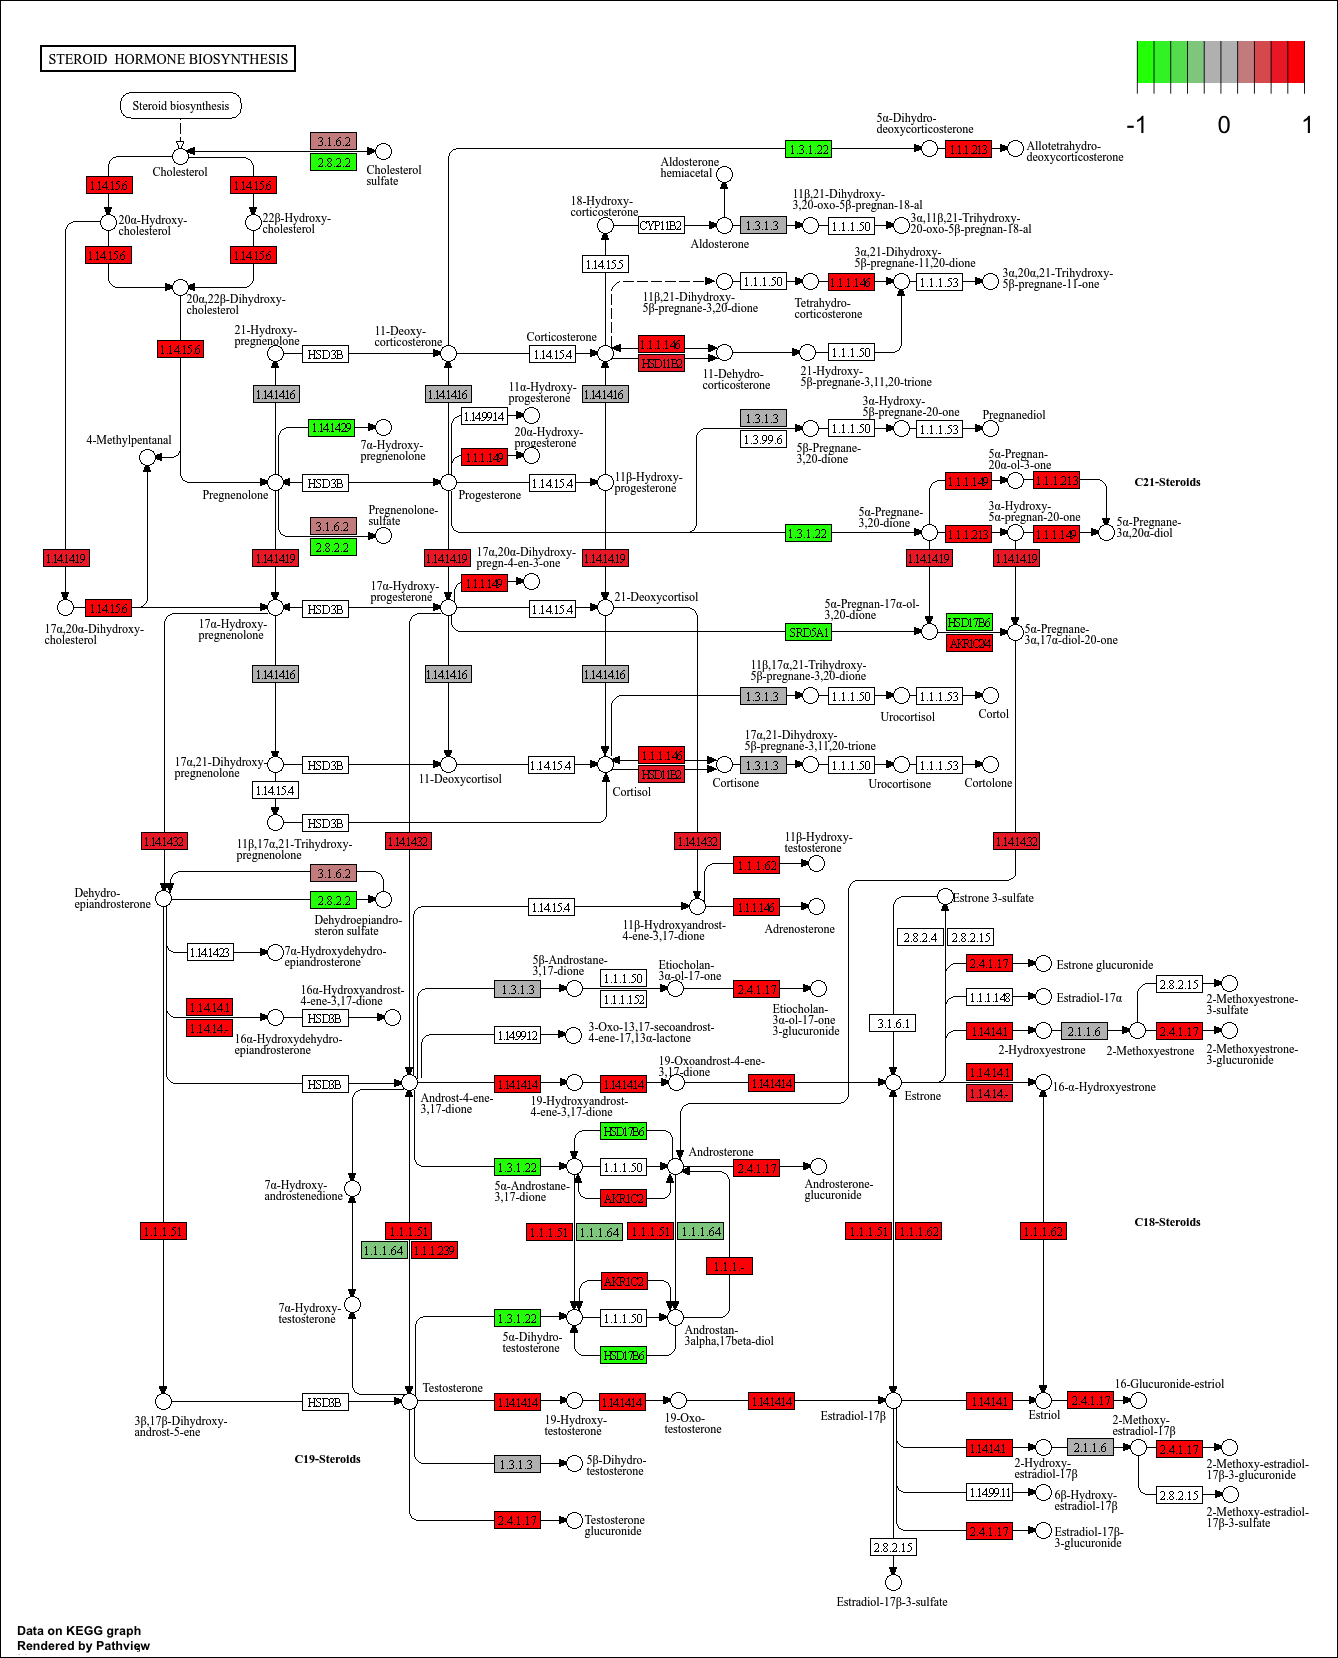 STEROID HORMONE BIOSYNTHESIS
-1
0
1
Steroid biosynthesis
Cholesterol
3.1.6.2
2.8.2.2
Cholesterol
sulfate
1.14.15.6
1.14.15.6
20α-Hydroxy-
cholesterol
22β-Hydroxy-
cholesterol
1.14.15.6
1.14.15.6
20α,22β-Dihydroxy-
cholesterol
1.14.15.6
4-Methylpentanal
1.14.14.19
1.14.15.6
17α,20α-Dihydroxy-
cholesterol
21-Hydroxy-
pregnenolone
HSD3B
11-Deoxy-
corticosterone
1.14.15.4
Corticosterone
1.14.14.16
1.14.14.16
1.14.14.16
1.14.14.29
7α-Hydroxy-
pregnenolone
1.14.99.14
11α-Hydroxy-
progesterone
20α-Hydroxy-
progesterone
1.1.1.149
Pregnenolone
HSD3B
Progesterone
1.14.15.4
11β-Hydroxy-
progesterone
3.1.6.2
2.8.2.2
Pregnenolone-
sulfate
1.14.14.19
1.14.14.19
1.14.14.19
17α,20α-Dihydroxy-
pregn-4-en-3-one
1.1.1.149
17α-Hydroxy-
pregnenolone
HSD3B
17α-Hydroxy-
progesterone
1.14.15.4
21-Deoxycortisol
1.14.14.16
1.14.14.16
1.14.14.16
17α,21-Dihydroxy-
pregnenolone
HSD3B
11-Deoxycortisol
1.14.15.4
Cortisol
1.14.15.4
HSD3B
11β,17α,21-Trihydroxy-
pregnenolone
1.3.1.22
5α-Dihydro-
deoxycorticosterone
1.1.1.213
Allotetrahydro-
deoxycorticosterone
Aldosterone
hemiacetal
18-Hydroxy-
corticosterone
CYP11B2
Aldosterone
1.3.1.3
11β,21-Dihydroxy-
3,20-oxo-5β-pregnan-18-al
1.1.1.50
3α,11β,21-Trihydroxy-
20-oxo-5β-pregnan-18-al
1.14.15.5
11β,21-Dihydroxy-
5β-pregnane-3,20-dione
1.1.1.50
Tetrahydro-
corticosterone
1.1.1.146
3α,21-Dihydroxy-
5β-pregnane-11,20-dione
1.1.1.53
3α,20α,21-Trihydroxy-
5β-pregnane-11-one
1.1.1.146
HSD11B2
11-Dehydro-
corticosterone
21-Hydroxy-
5β-pregnane-3,11,20-trione
1.1.1.50
1.3.1.3
1.3.99.6
5β-Pregnane-
3,20-dione
1.1.1.50
3α-Hydroxy-
5β-pregnane-20-one
1.1.1.53
Pregnanediol
1.3.1.22
5α-Pregnane-
3,20-dione
1.1.1.149
5α-Pregnan-
20α-ol-3-one
1.1.1.213
C21-Steroids
1.1.1.213
3α-Hydroxy-
5α-pregnan-20-one
1.1.1.149
5α-Pregnane-
3α,20α-diol
1.14.14.19
1.14.14.19
SRD5A1
5α-Pregnan-17α-ol-
3,20-dione
HSD17B6
AKR1C24
5α-Pregnane-
3α,17α-diol-20-one
1.3.1.3
11β,17α,21-Trihydroxy-
5β-pregnane-3,20-dione
1.1.1.50
Urocortisol
1.1.1.53
Cortol
1.1.1.146
HSD11B2
Cortisone
1.3.1.3
17α,21-Dihydroxy-
5β-pregnane-3,11,20-trione
1.1.1.50
Urocortisone
1.1.1.53
Cortolone
1.14.14.32
1.14.14.32
1.14.14.32
1.14.14.32
Dehydro-
epiandrosterone
3.1.6.2
2.8.2.2
Dehydroepiandro-
steron sulfate
1.14.14.23
7α-Hydroxydehydro-
epiandrosterone
1.14.14.1
1.14.14.-
16α-Hydroxydehydro-
epiandrosterone
HSD3B
16α-Hydroxyandrost-
4-ene-3,17-dione
1.14.15.4
11β-Hydroxyandrost-
4-ene-3,17-dione
1.1.1.62
11β-Hydroxy-
testosterone
1.1.1.146
Adrenosterone
1.3.1.3
5β-Androstane-
3,17-dione
1.1.1.50
1.1.1.152
Etiocholan-
3α-ol-17-one
2.4.1.17
Etiocholan-
3α-ol-17-one
3-glucuronide
1.14.99.12
3-Oxo-13,17-secoandrost-
4-ene-17,13α-lactone
HSD3B
Androst-4-ene-
3,17-dione
1.14.14.14
19-Hydroxyandrost-
4-ene-3,17-dione
1.14.14.14
19-Oxoandrost-4-ene-
3,17-dione
1.14.14.14
Estrone
Estrone 3-sulfate
2.8.2.4
2.8.2.15
3.1.6.1
2.4.1.17
Estrone glucuronide
1.1.1.148
Estradiol-17α
1.14.14.1
2-Hydroxyestrone
2.1.1.6
2-Methoxyestrone
2.8.2.15
2-Methoxyestrone-
3-sulfate
2.4.1.17
2-Methoxyestrone-
3-glucuronide
1.14.14.1
1.14.14.-
16-α-Hydroxyestrone
HSD17B6
1.3.1.22
5α-Androstane-
3,17-dione
1.1.1.50
Androsterone
AKR1C2
2.4.1.17
Androsterone-
glucuronide
7α-Hydroxy-
androstenedione
1.1.1.51
1.1.1.51
1.1.1.64
1.1.1.239
1.1.1.51
1.1.1.64
1.1.1.51
1.1.1.64
1.1.1.-
1.1.1.51
1.1.1.62
1.1.1.62
C18-Steroids
7α-Hydroxy-
testosterone
AKR1C2
1.3.1.22
5α-Dihydro-
testosterone
1.1.1.50
Androstan-
3alpha,17beta-diol
HSD17B6
3β,17β-Dihydroxy-
androst-5-ene
HSD3B
Testosterone
1.14.14.14
19-Hydroxy-
testosterone
1.14.14.14
19-Oxo-
testosterone
1.14.14.14
Estradiol-17β
1.14.14.1
Estriol
2.4.1.17
16-Glucuronide-estriol
C19-Steroids
1.3.1.3
5β-Dihydro-
testosterone
2.4.1.17
Testosterone
glucuronide
1.14.14.1
2-Hydroxy-
estradiol-17β
2.1.1.6
2-Methoxy-
estradiol-17β
2.4.1.17
2-Methoxy-estradiol-
17β-3-glucuronide
1.14.99.11
6β-Hydroxy-
estradiol-17β
2.8.2.15
2-Methoxy-estradiol-
17β-3-sulfate
2.4.1.17
Estradiol-17β-
3-glucuronide
2.8.2.15
Estradiol-17β-3-sulfate
Data on KEGG graph
Rendered by Pathview